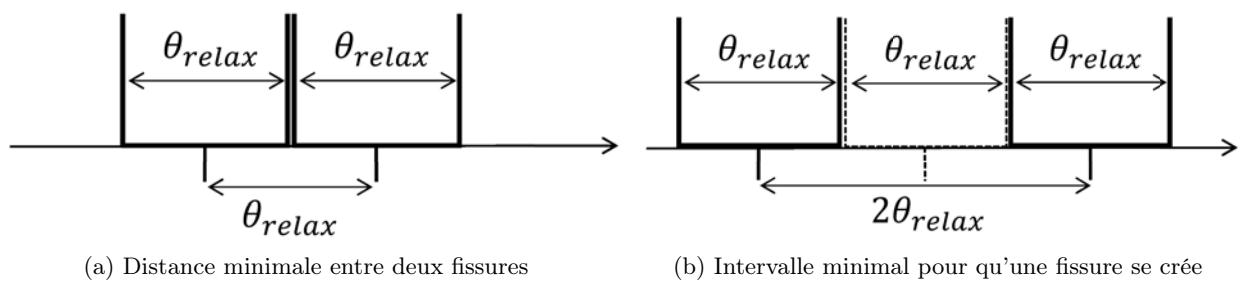 θrelax θrelax
θrelax
(a) Distance minimale entre deux fissures
θrelax θrelax θrelax
2θrelax
(b) Intervalle minimal pour qu'une fissure se crée